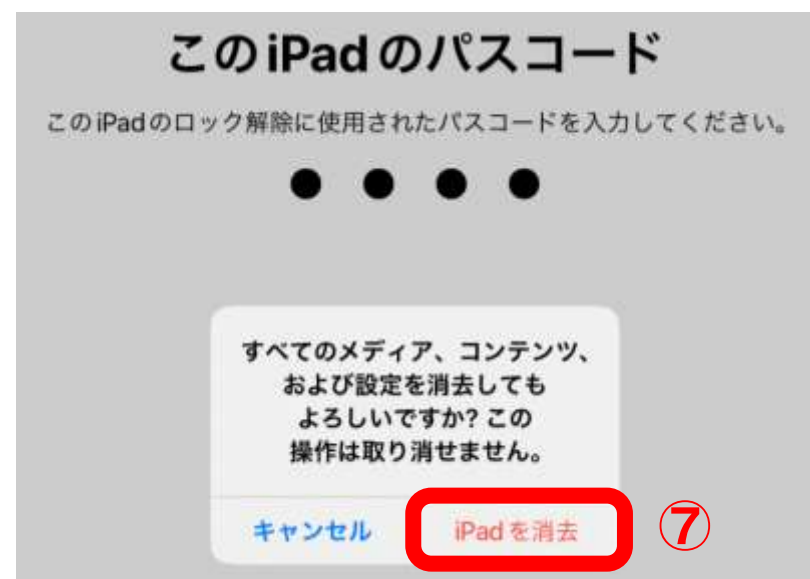 このiPadのパスコード
このiPadのロック解除に使用されたパスコードを入力してください。
すべてのメディア、コンテンツ、
および設定を消去しても
よろしいですか? この
操作は取り消せません。
キャンセル iPadを消去 ⑦